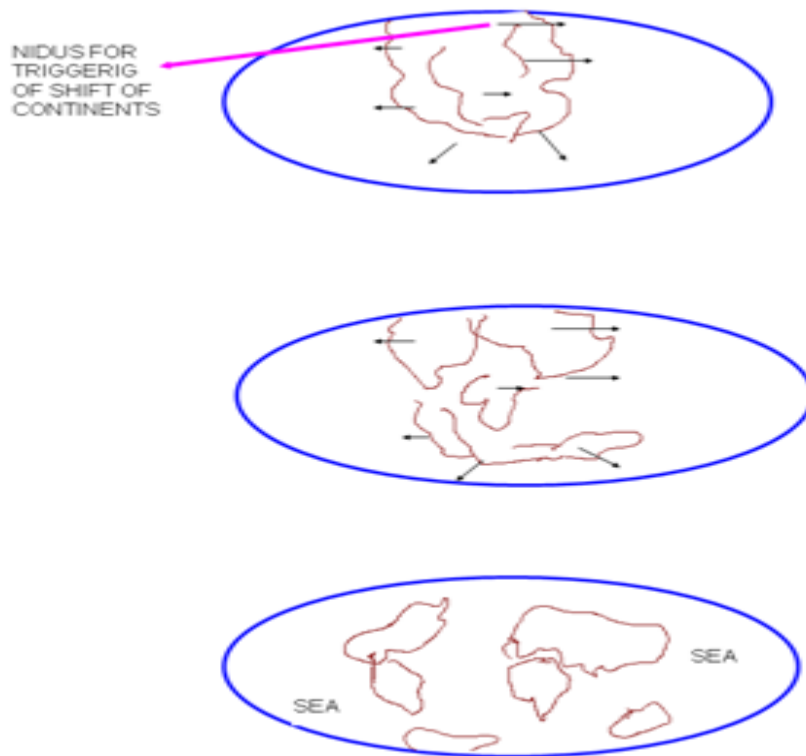 NIDUS FOR
TRIGGERIG
OF SHIFT OF
CONTINENTS
SEA
SEA